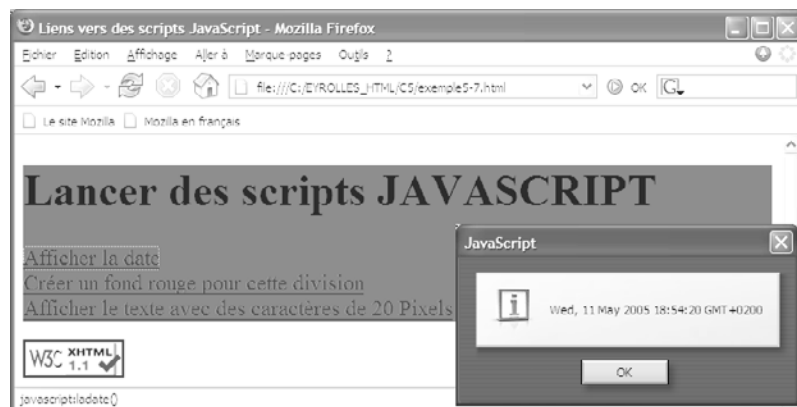 Liens vers des scripts JavaScript - Mozilla Firefox
Fichier Edition Affichage Aller à Marque-pages Outils ?
file:///C:/EYROLLES_HTML/C5/exemple5-7.html OK G
Le site Mozilla Mozilla en français
Lancer des scripts JAVASCRIPT
Afficher la date
Créer un fond rouge pour cette division
Afficher le texte avec des caractères de 20 Pixels
JavaScript
Wed, 11 May 2005 18:54:20 GMT+0200
OK
W3C XHTML
1.1
javascript:ladate()